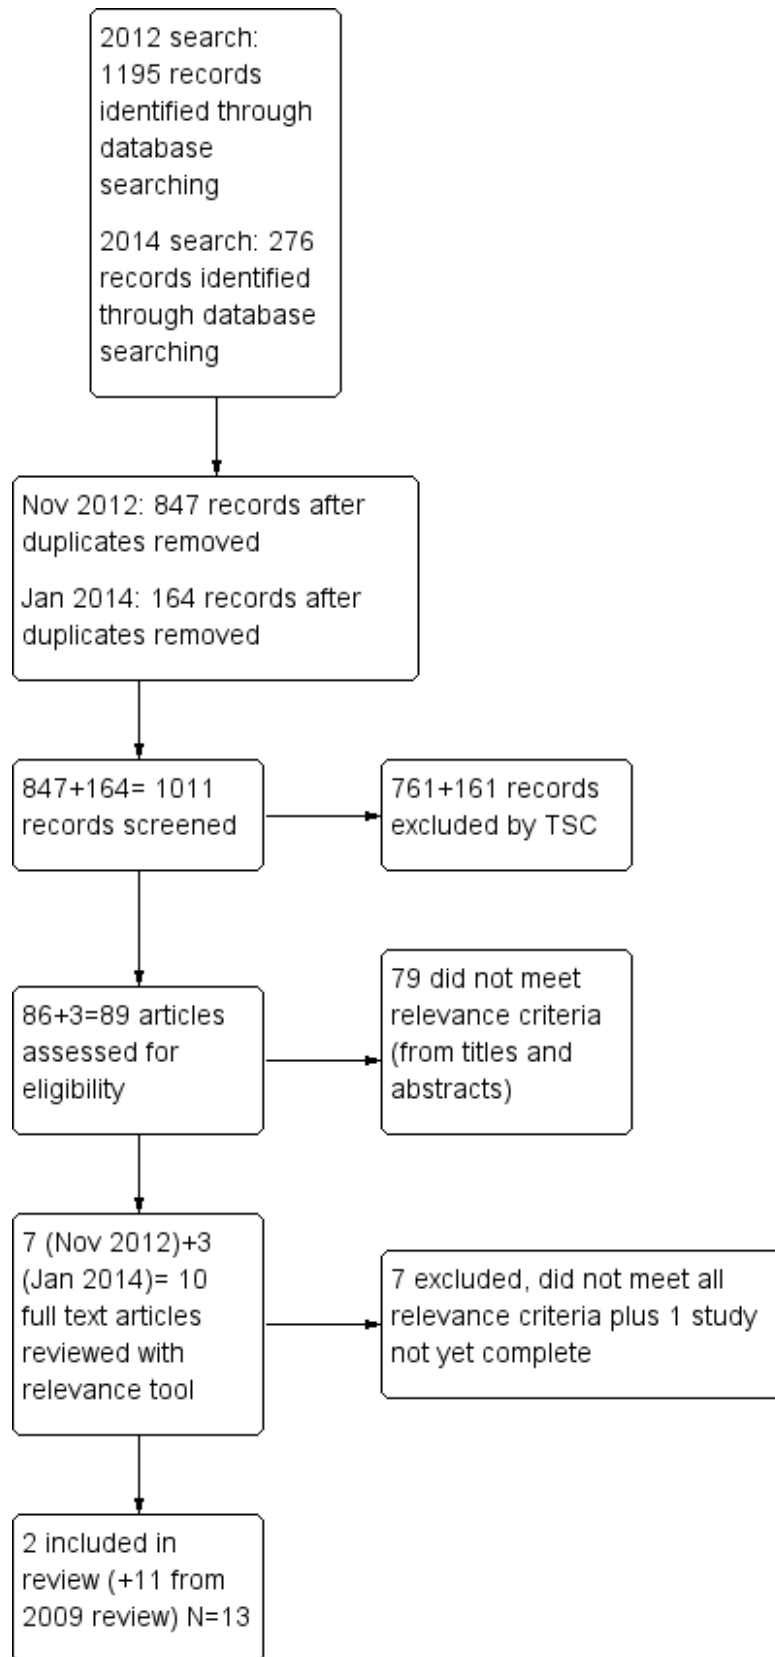 2012 search:
1195 records
identified through
database
searching
2014 search: 276
records identified
through database
searching
Nov 2012: 847 records after
duplicates removed
Jan 2014: 164 records after
duplicates removed
847+164= 1011
records screened
761+161 records
excluded by TSC
86+3=89 articles
assessed for
eligibility
79 did not meet
relevance criteria
(from titles and
abstracts)
7 (Nov 2012)+3
(Jan 2014)= 10
full text articles
reviewed with
relevance tool
7 excluded, did not meet all
relevance criteria plus 1 study
not yet complete
2 included in
review (+11 from
2009 review) N=13